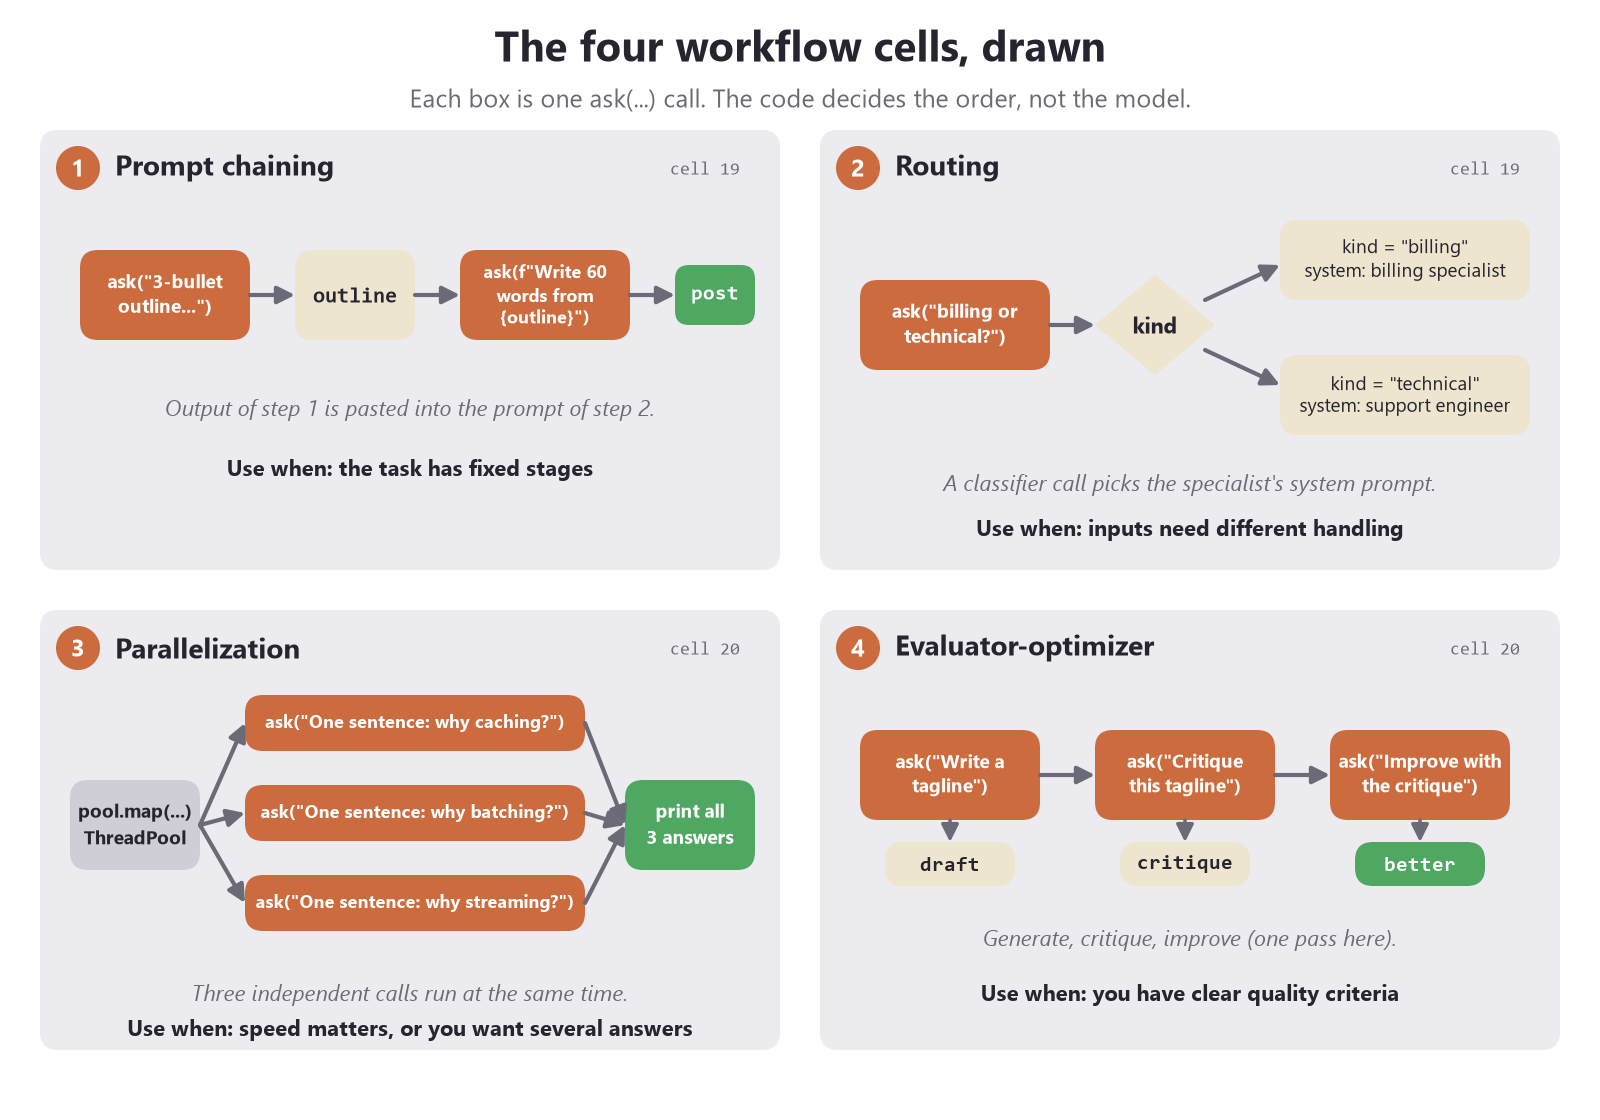 The four workflow cells, drawn
Each box is one ask(...) call. The code decides the order, not the model.
1
Prompt chaining
cell 19
ask("3-bullet
outline...")
outline
ask(f"Write 60
words from
{outline}")
post
Output of step 1 is pasted into the prompt of step 2.
Use when: the task has fixed stages
2
Routing
cell 19
ask("billing or
technical?")
kind
kind = "billing"
system: billing specialist
kind = "technical"
system: support engineer
A classifier call picks the specialist's system prompt.
Use when: inputs need different handling
3
Parallelization
cell 20
pool.map(...)
ThreadPool
ask("One sentence: why caching?")
ask("One sentence: why batching?")
ask("One sentence: why streaming?")
print all
3 answers
Three independent calls run at the same time.
Use when: speed matters, or you want several answers
4
Evaluator-optimizer
cell 20
ask("Write a
tagline")
ask("Critique
this tagline")
ask("Improve with
the critique")
draft
critique
better
Generate, critique, improve (one pass here).
Use when: you have clear quality criteria